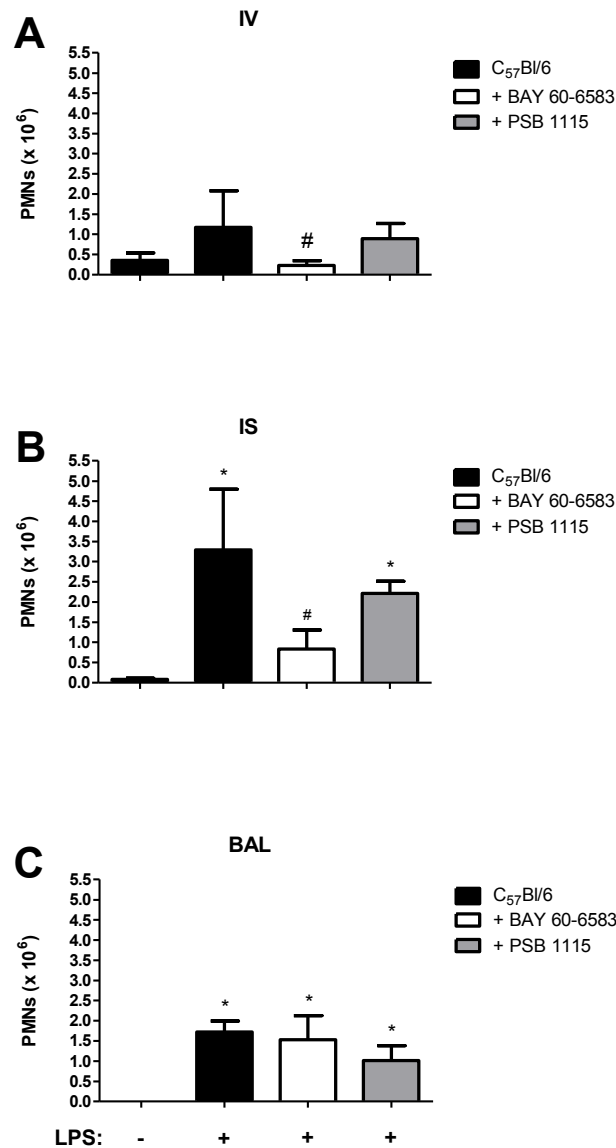 A
IV
PMNs (x 10⁶)
5.5
5.0
4.5
4.0
3.5
3.0
2.5
2.0
1.5
1.0
0.5
0.0
#
C₅₇Bl/6
+ BAY 60-6583
+ PSB 1115
B
IS
PMNs (x 10⁶)
5.5
5.0
4.5
4.0
3.5
3.0
2.5
2.0
1.5
1.0
0.5
0.0
*
#
*
C₅₇Bl/6
+ BAY 60-6583
+ PSB 1115
C
BAL
PMNs (x 10⁶)
5.5
5.0
4.5
4.0
3.5
3.0
2.5
2.0
1.5
1.0
0.5
0.0
* * *
C₅₇Bl/6
+ BAY 60-6583
+ PSB 1115
LPS: - + + +